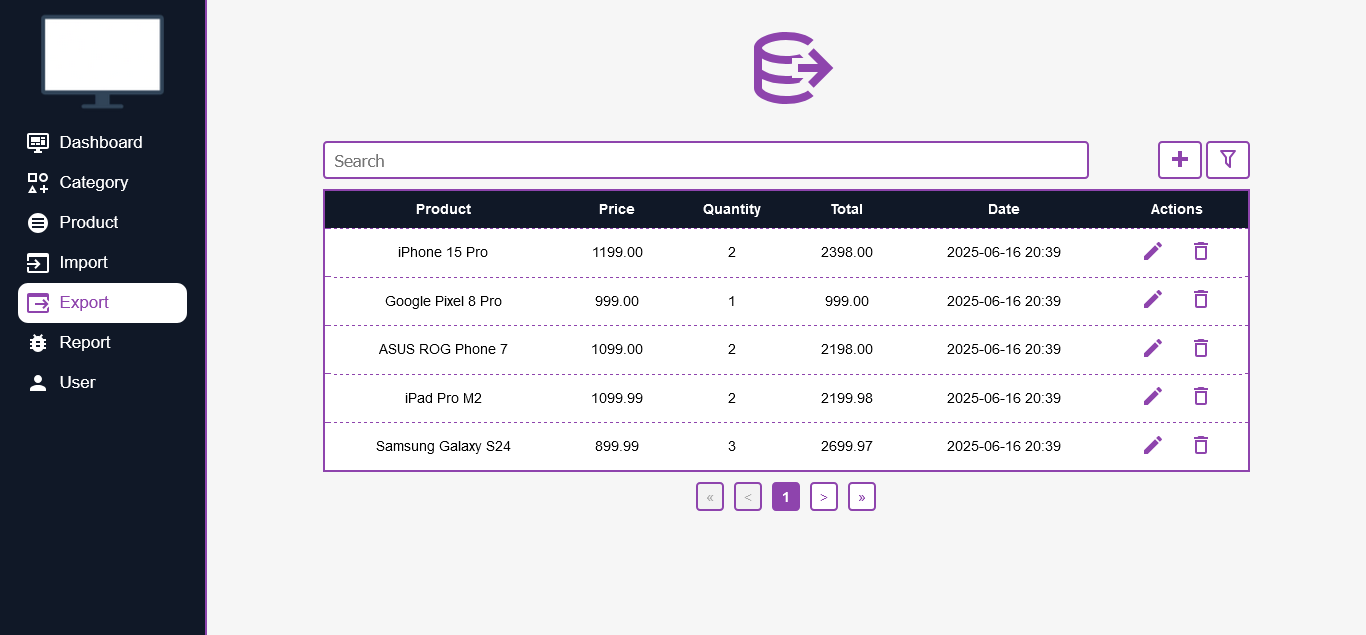 Dashboard
Category
Product
Import
Export
Report
User
Search
Product Price Quantity Total Date Actions
iPhone 15 Pro 1199.00 2 2398.00 2025-06-16 20:39
Google Pixel 8 Pro 999.00 1 999.00 2025-06-16 20:39
ASUS ROG Phone 7 1099.00 2 2198.00 2025-06-16 20:39
iPad Pro M2 1099.99 2 2199.98 2025-06-16 20:39
Samsung Galaxy S24 899.99 3 2699.97 2025-06-16 20:39
« < 1 > »